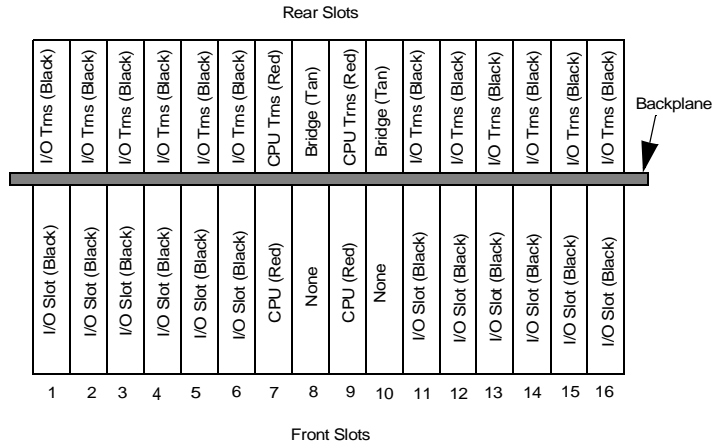 Rear Slots
I/O Trns (Black)
I/O Trns (Black)
I/O Trns (Black)
I/O Trns (Black)
I/O Trns (Black)
I/O Trns (Black)
CPU Trns (Red)
Bridge (Tan)
CPU Trns (Red)
Bridge (Tan)
I/O Trns (Black)
I/O Trns (Black)
I/O Trns (Black)
I/O Trns (Black)
I/O Trns (Black)
I/O Trns (Black)
Backplane
I/O Slot (Black)
I/O Slot (Black)
I/O Slot (Black)
I/O Slot (Black)
I/O Slot (Black)
I/O Slot (Black)
CPU (Red)
None
CPU (Red)
None
I/O Slot (Black)
I/O Slot (Black)
I/O Slot (Black)
I/O Slot (Black)
I/O Slot (Black)
I/O Slot (Black)
1 2 3 4 5 6 7 8 9 10 11 12 13 14 15 16
Front Slots